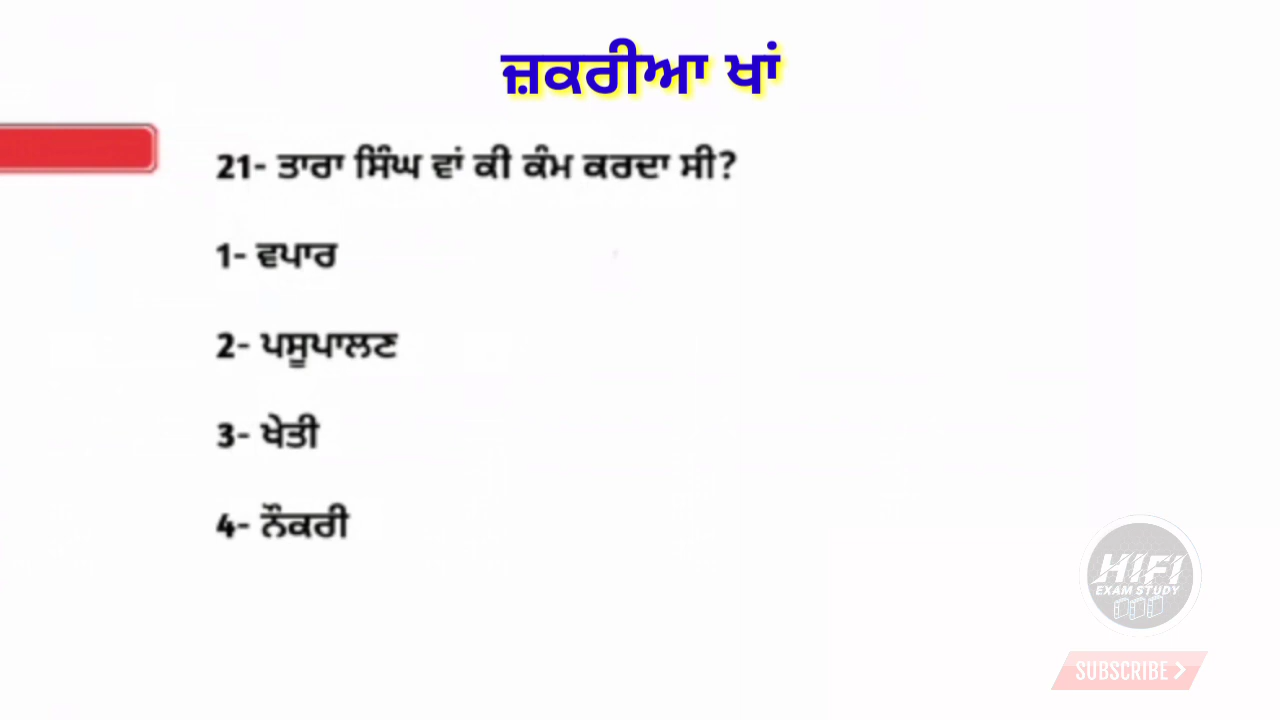 ਜ਼ਕਰੀਆ ਖਾਂ
21- ਤਾਰਾ ਸਿੰਘ ਵਾਂ ਕੀ ਕੰਮ ਕਰਦਾ ਸੀ?
1- ਵਪਾਰ
2- ਪਸੂਪਾਲਣ
3- ਖੇਤੀ
4- ਨੌਕਰੀ
HIFI
EXAM STUDY
SUBSCRIBE